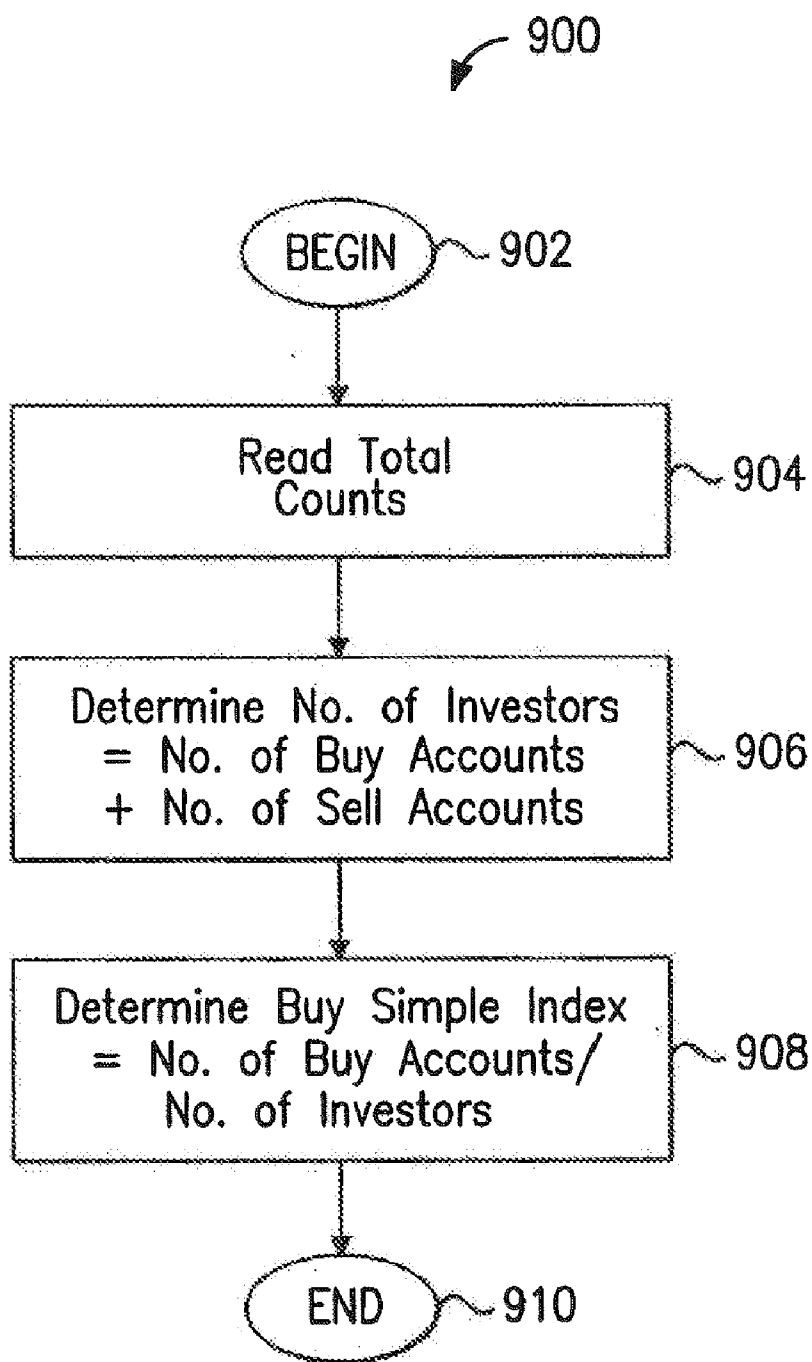 900
BEGIN
902
Read Total
Counts
904
Determine No. of Investors
= No. of Buy Accounts
+ No. of Sell Accounts
906
Determine Buy Simple Index
= No. of Buy Accounts/
No. of Investors
908
END
910